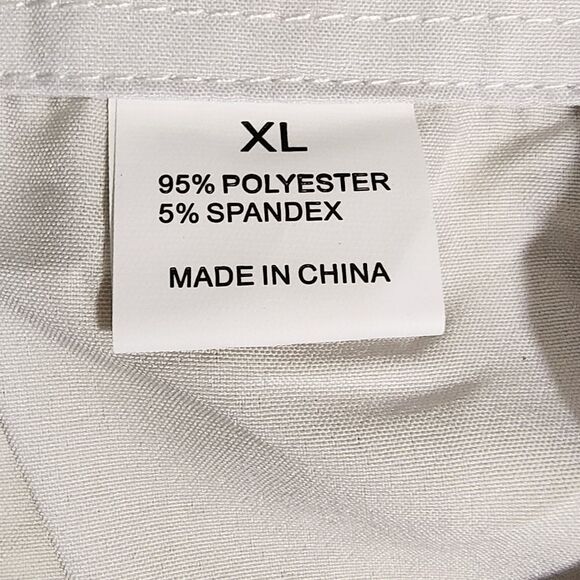 XL
95% POLYESTER
5% SPANDEX
MADE IN CHINA